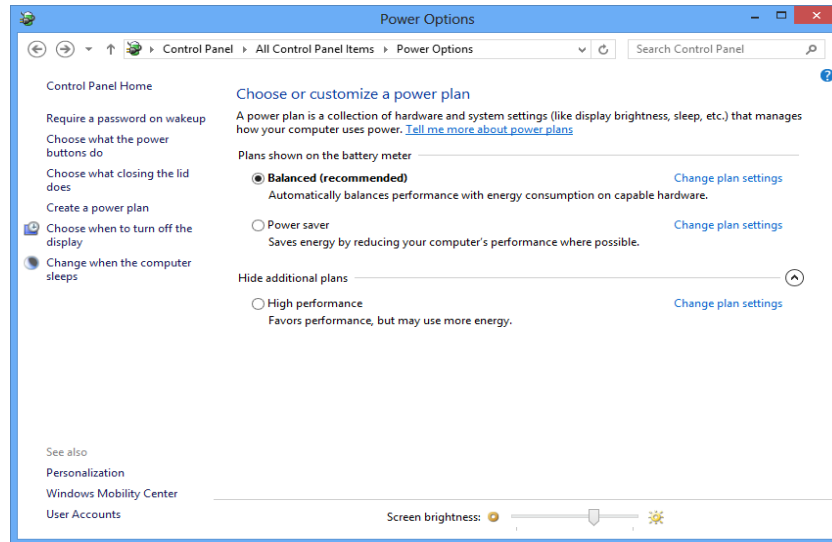 Power Options
Control Panel
All Control Panel Items
Power Options
Search Control Panel
Control Panel Home
Require a password on wakeup
Choose what the power
buttons do
Choose what closing the lid
does
Create a power plan
Choose when to turn off the
display
Change when the computer
sleeps
See also
Personalization
Windows Mobility Center
User Accounts
Choose or customize a power plan
A power plan is a collection of hardware and system settings (like display brightness, sleep, etc.) that manages
how your computer uses power. Tell me more about power plans
Plans shown on the battery meter
Balanced (recommended) Change plan settings
Automatically balances performance with energy consumption on capable hardware.
Power saver Change plan settings
Saves energy by reducing your computer's performance where possible.
Hide additional plans
High performance Change plan settings
Favors performance, but may use more energy.
Screen brightness: